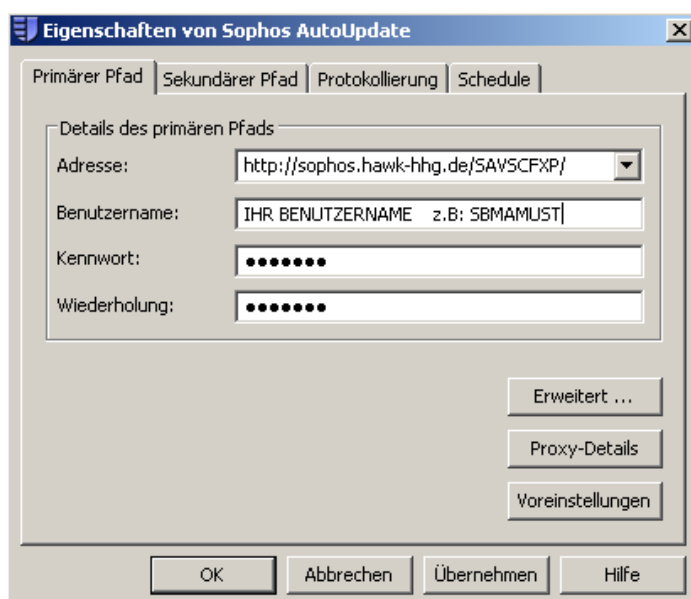 Eigenschaften von Sophos AutoUpdate
Primärer Pfad Sekundärer Pfad Protokollierung Schedule
Details des primären Pfads
Adresse: http://sophos.hawk-hhg.de/SAVSCFXP/
Benutzername: IHR BENUTZERNAME z.B: SBMAMUST
Kennwort: •••••••
Wiederholung: •••••••
Erweitert ...
Proxy-Details
Voreinstellungen
OK Abbrechen Übernehmen Hilfe